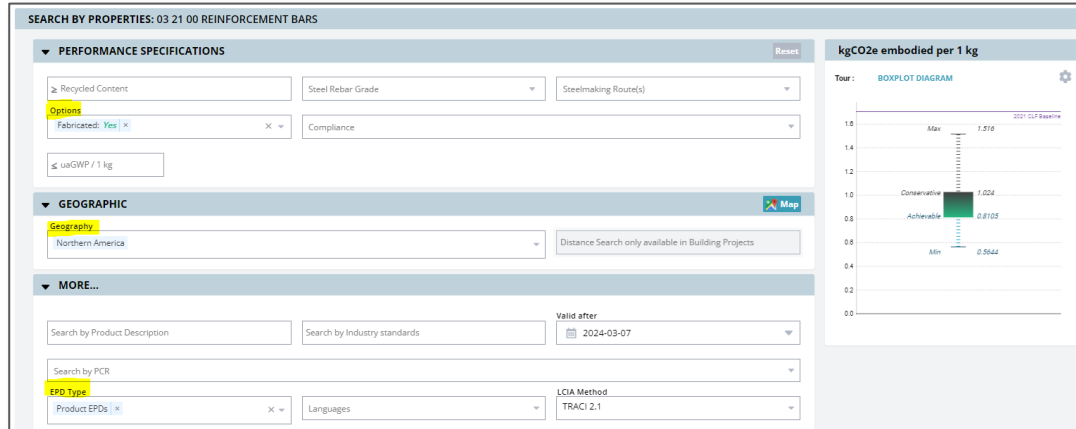 SEARCH BY PROPERTIES: 03 21 00 REINFORCEMENT BARS
PERFORMANCE SPECIFICATIONS
Reset
≥ Recycled Content
Steel Rebar Grade
Steelmaking Route(s)
Options
Fabricated: Yes ×
Compliance
≤ uaGWP / 1 kg
GEOGRAPHIC
Map
Geography
Northern America
Distance Search only available in Building Projects
MORE...
Search by Product Description
Search by Industry standards
Valid after
2024-03-07
Search by PCR
EPD Type
Product EPDs ×
Languages
LCIA Method
TRACI 2.1
kgCO2e embodied per 1 kg
Tour :
BOXPLOT DIAGRAM
2021 CLF Baseline
1.6
Max 1.516
1.4
1.2
1.0
Conservative 1.024
0.8
Achievable 0.8105
0.6
Min 0.5644
0.4
0.2
0.0